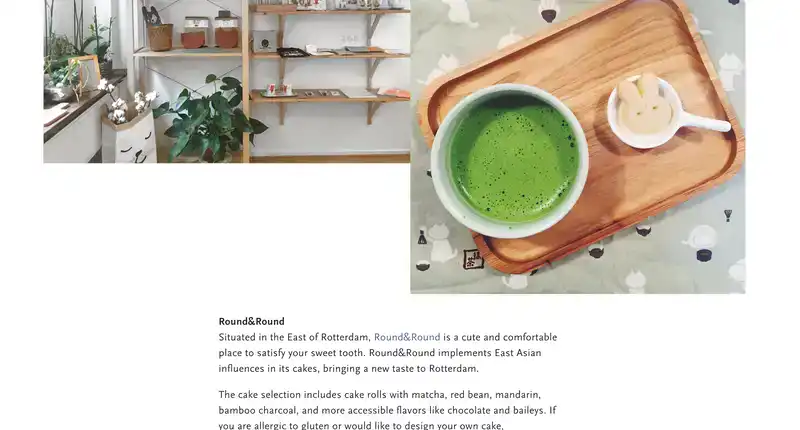 Round&Round
Situated in the East of Rotterdam, Round&Round is a cute and comfortable
place to satisfy your sweet tooth. Round&Round implements East Asian
influences in its cakes, bringing a new taste to Rotterdam.
The cake selection includes cake rolls with matcha, red bean, mandarin,
bamboo charcoal, and more accessible flavors like chocolate and baileys. If
you are allergic to gluten or would like to design your own cake,